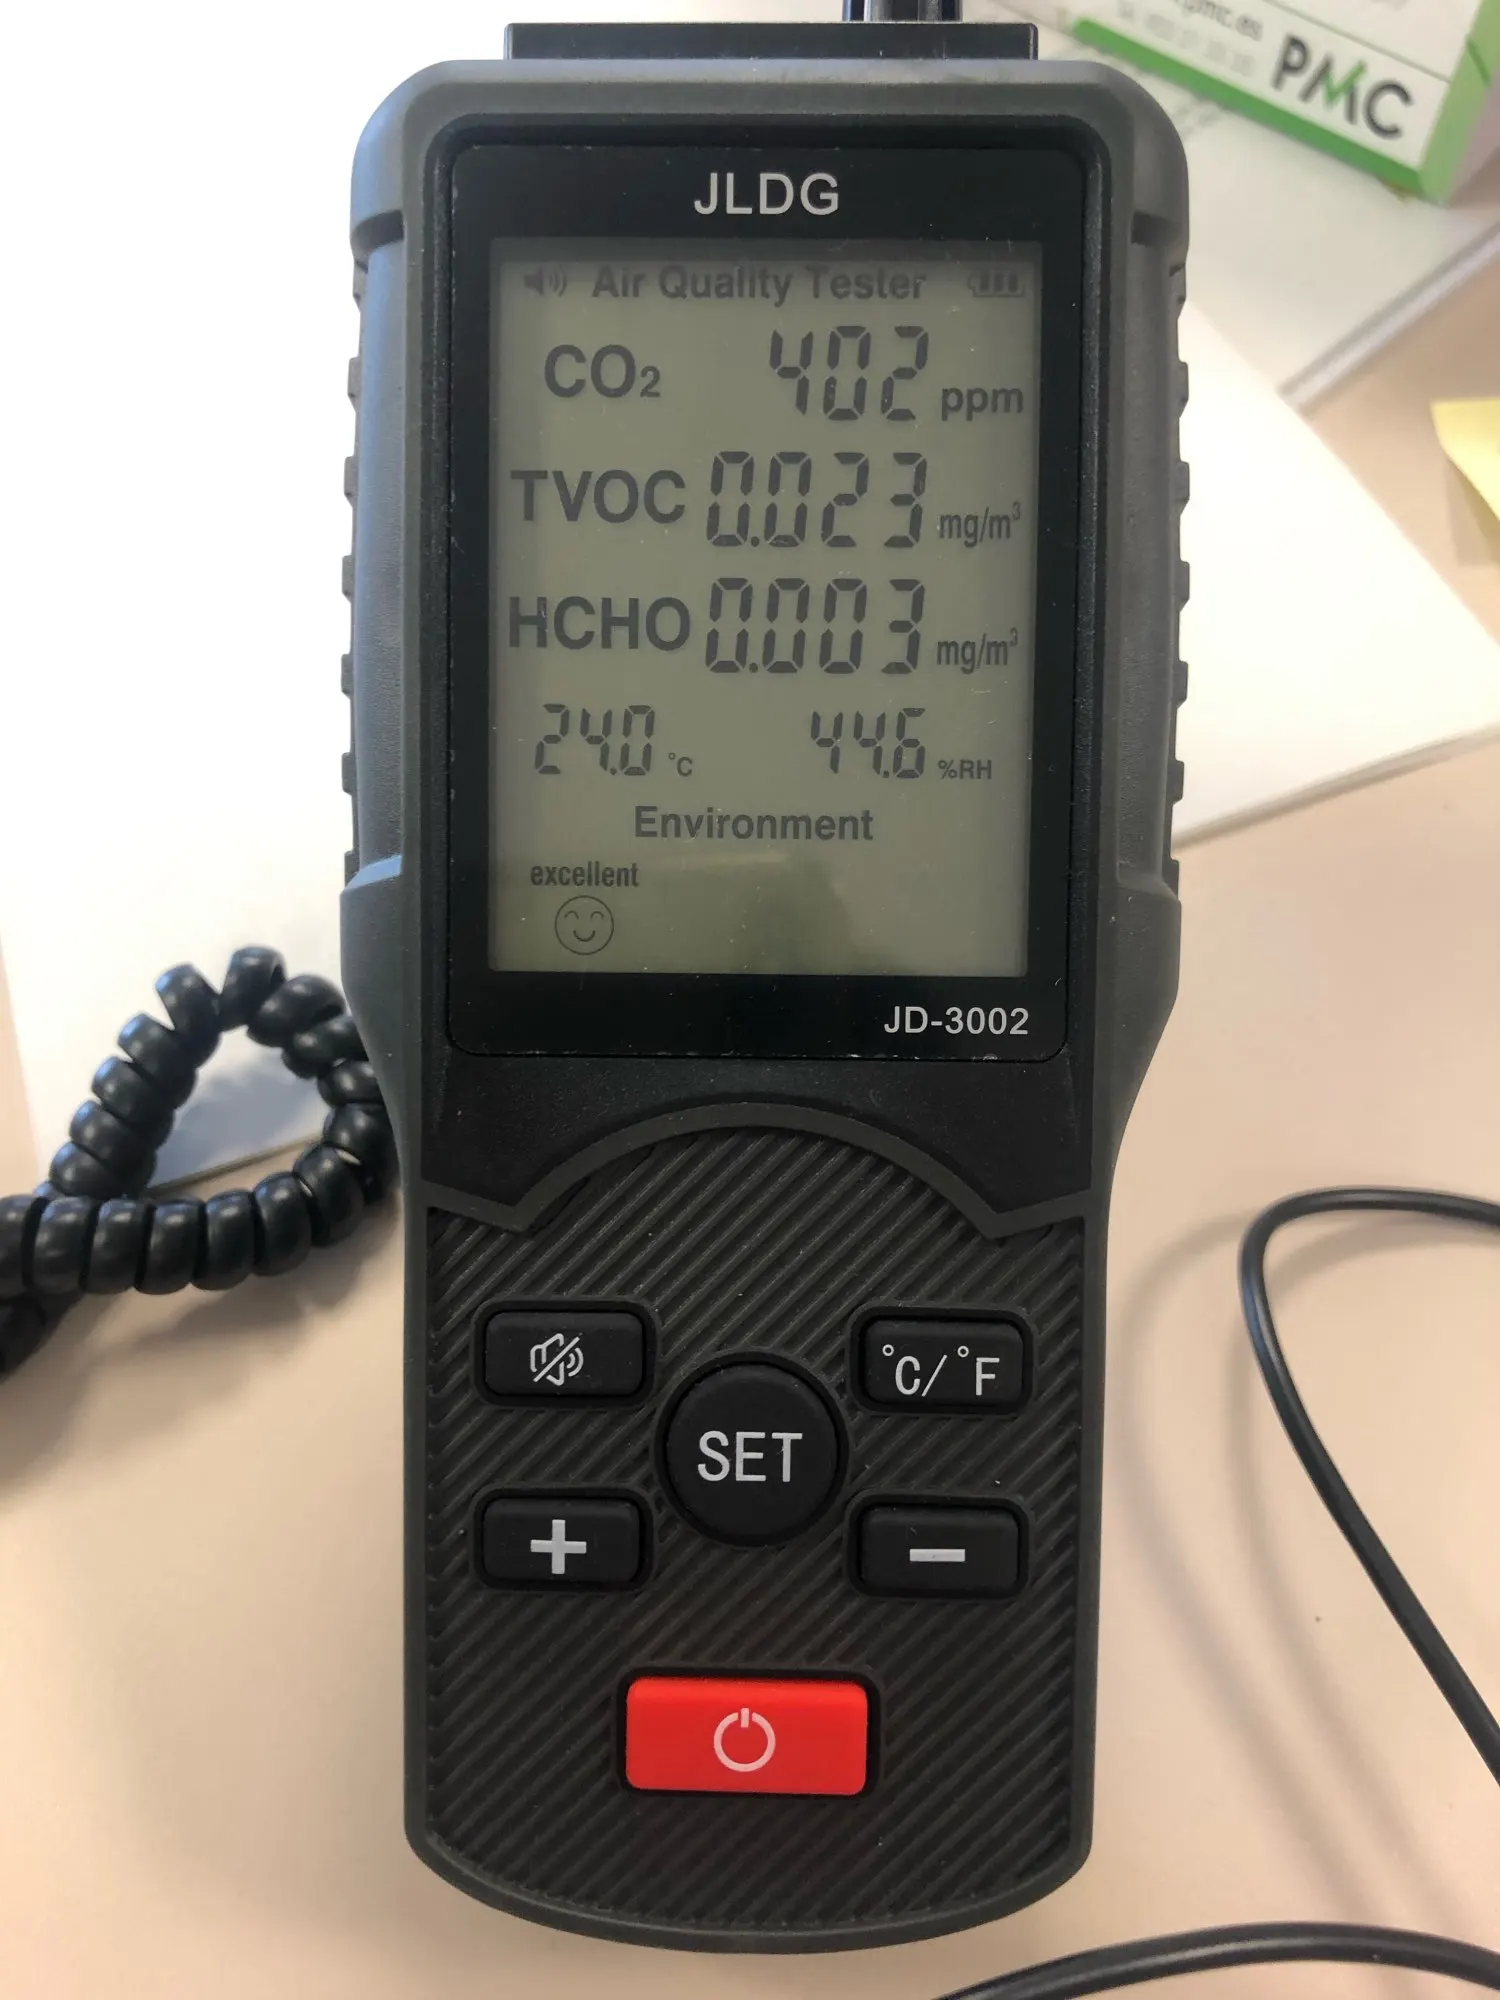 PMC
JLDG
Air Quality Tester
CO₂ 402 ppm
TVOC 0.023 mg/m³
HCHO 0.003 mg/m³
24.0 °C 44.6 %RH
Environment
excellent
JD-3002
°C/°F
SET
+ −